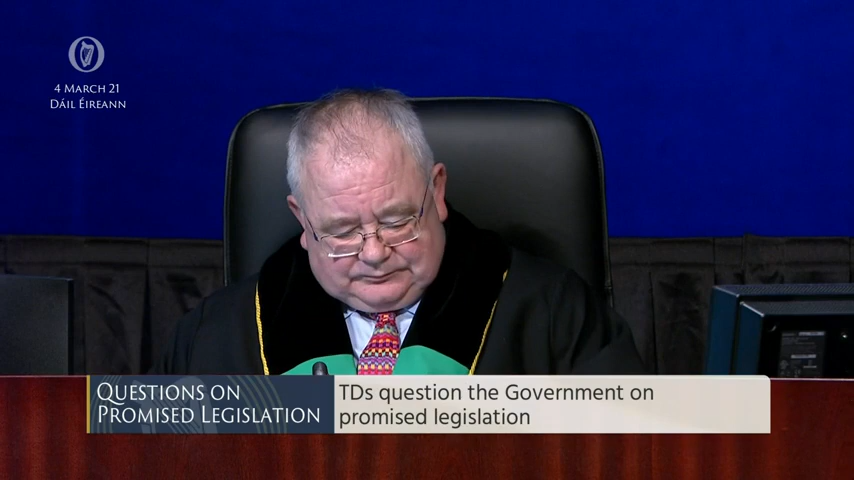 4 March 21
Dáil Éireann
Questions on
Promised Legislation
TDs question the Government on
promised legislation